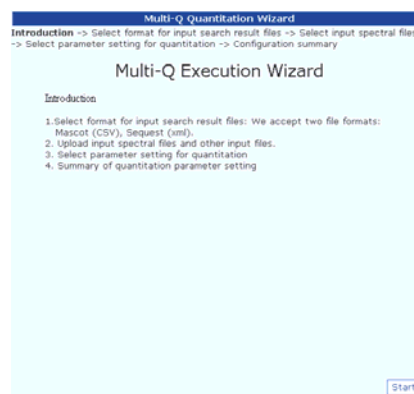 Multi-Q Quantitation Wizard
Introduction -> Select format for input search result files -> Select input spectral files
-> Select parameter setting for quantitation -> Configuration summary
Multi-Q Execution Wizard
Introduction
1.Select format for input search result files: We accept two file formats:
Mascot (CSV), Sequest (xml).
2. Upload input spectral files and other input files.
3. Select parameter setting for quantitation
4. Summary of quantitation parameter setting
Start